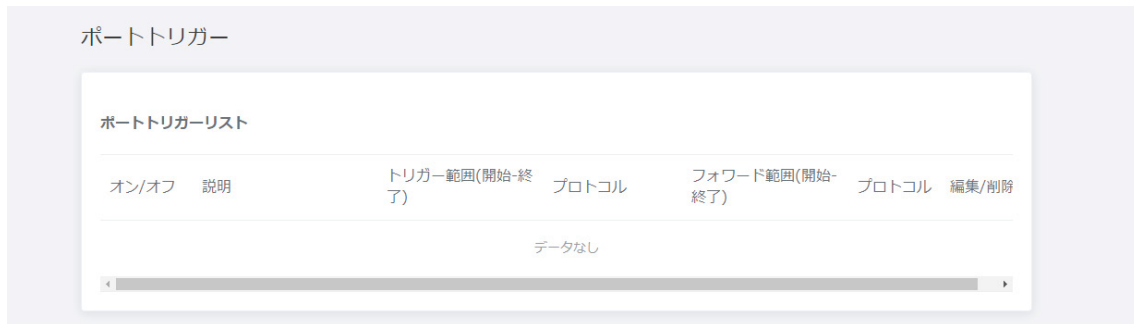 ポートトリガー
ポートトリガーリスト
オン/オフ 説明 トリガー範囲(開始-終 プロトコル フォワード範囲(開始- プロトコル 編集/削除
了) 終了)
データなし